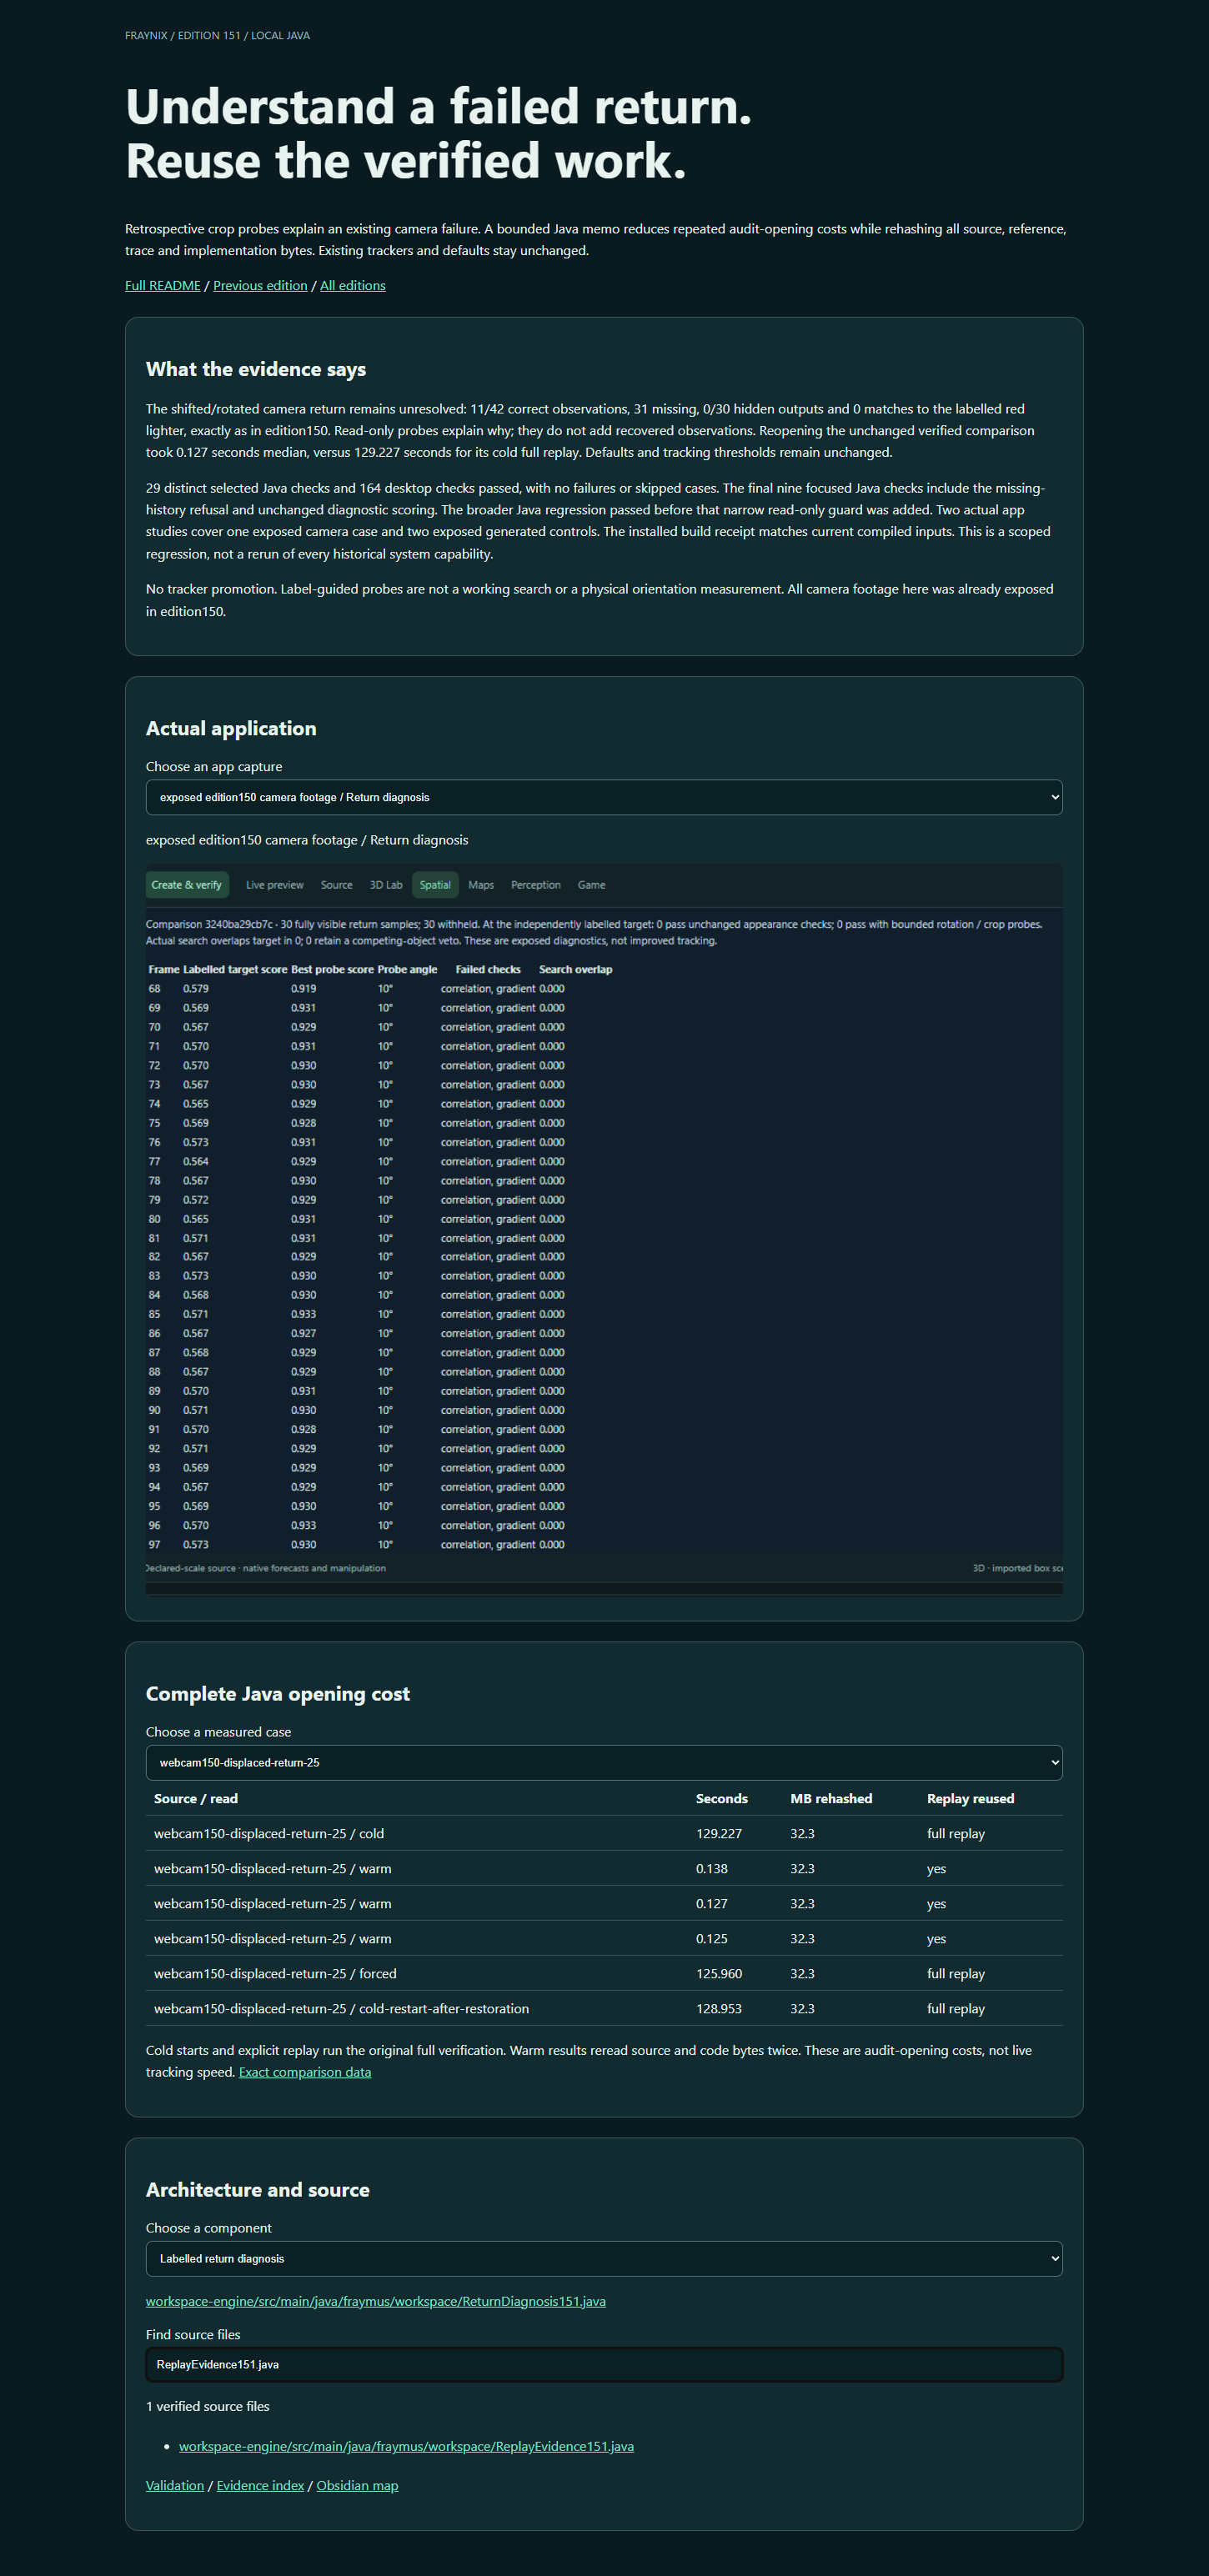 FRAYNIX / EDITION 151 / LOCAL JAVA
Understand a failed return.
Reuse the verified work.
Retrospective crop probes explain an existing camera failure. A bounded Java memo reduces repeated audit-opening costs while rehashing all source, reference,
trace and implementation bytes. Existing trackers and defaults stay unchanged.
Full README / Previous edition / All editions
What the evidence says
The shifted/rotated camera return remains unresolved: 11/42 correct observations, 31 missing, 0/30 hidden outputs and 0 matches to the labelled red
lighter, exactly as in edition150. Read-only probes explain why; they do not add recovered observations. Reopening the unchanged verified comparison
took 0.127 seconds median, versus 129.227 seconds for its cold full replay. Defaults and tracking thresholds remain unchanged.
29 distinct selected Java checks and 164 desktop checks passed, with no failures or skipped cases. The final nine focused Java checks include the missing-
history refusal and unchanged diagnostic scoring. The broader Java regression passed before that narrow read-only guard was added. Two actual app
studies cover one exposed camera case and two exposed generated controls. The installed build receipt matches current compiled inputs. This is a scoped
regression, not a rerun of every historical system capability.
No tracker promotion. Label-guided probes are not a working search or a physical orientation measurement. All camera footage here was already exposed
in edition150.
Actual application
Choose an app capture
exposed edition150 camera footage / Return diagnosis
exposed edition150 camera footage / Return diagnosis
Create & verify Live preview Source 3D Lab Spatial Maps Perception Game
Comparison 3240ba29cb7c · 30 fully visible return samples; 30 withheld. At the independently labelled target: 0 pass unchanged appearance checks; 0 pass with bounded rotation / crop probes.
Actual search overlaps target in 0; 0 retain a competing-object veto. These are exposed diagnostics, not improved tracking.
Frame Labelled target score Best probe score Probe angle Failed checks Search overlap
68 0.579 0.919 10° correlation, gradient 0.000
69 0.569 0.931 10° correlation, gradient 0.000
70 0.567 0.929 10° correlation, gradient 0.000
71 0.570 0.931 10° correlation, gradient 0.000
72 0.570 0.930 10° correlation, gradient 0.000
73 0.567 0.930 10° correlation, gradient 0.000
74 0.565 0.929 10° correlation, gradient 0.000
75 0.569 0.928 10° correlation, gradient 0.000
76 0.573 0.931 10° correlation, gradient 0.000
77 0.564 0.929 10° correlation, gradient 0.000
78 0.567 0.930 10° correlation, gradient 0.000
79 0.572 0.929 10° correlation, gradient 0.000
80 0.565 0.931 10° correlation, gradient 0.000
81 0.571 0.931 10° correlation, gradient 0.000
82 0.567 0.929 10° correlation, gradient 0.000
83 0.573 0.930 10° correlation, gradient 0.000
84 0.568 0.930 10° correlation, gradient 0.000
85 0.571 0.933 10° correlation, gradient 0.000
86 0.567 0.927 10° correlation, gradient 0.000
87 0.568 0.929 10° correlation, gradient 0.000
88 0.567 0.929 10° correlation, gradient 0.000
89 0.570 0.931 10° correlation, gradient 0.000
90 0.571 0.930 10° correlation, gradient 0.000
91 0.570 0.928 10° correlation, gradient 0.000
92 0.571 0.929 10° correlation, gradient 0.000
93 0.569 0.929 10° correlation, gradient 0.000
94 0.567 0.929 10° correlation, gradient 0.000
95 0.569 0.930 10° correlation, gradient 0.000
96 0.570 0.933 10° correlation, gradient 0.000
97 0.573 0.930 10° correlation, gradient 0.000
Declared-scale source · native forecasts and manipulation 3D · imported box sce
Complete Java opening cost
Choose a measured case
webcam150-displaced-return-25
Source / read Seconds MB rehashed Replay reused
webcam150-displaced-return-25 / cold 129.227 32.3 full replay
webcam150-displaced-return-25 / warm 0.138 32.3 yes
webcam150-displaced-return-25 / warm 0.127 32.3 yes
webcam150-displaced-return-25 / warm 0.125 32.3 yes
webcam150-displaced-return-25 / forced 125.960 32.3 full replay
webcam150-displaced-return-25 / cold-restart-after-restoration 128.953 32.3 full replay
Cold starts and explicit replay run the original full verification. Warm results reread source and code bytes twice. These are audit-opening costs, not live
tracking speed. Exact comparison data
Architecture and source
Choose a component
Labelled return diagnosis
workspace-engine/src/main/java/fraymus/workspace/ReturnDiagnosis151.java
Find source files
ReplayEvidence151.java
1 verified source files
• workspace-engine/src/main/java/fraymus/workspace/ReplayEvidence151.java
Validation / Evidence index / Obsidian map